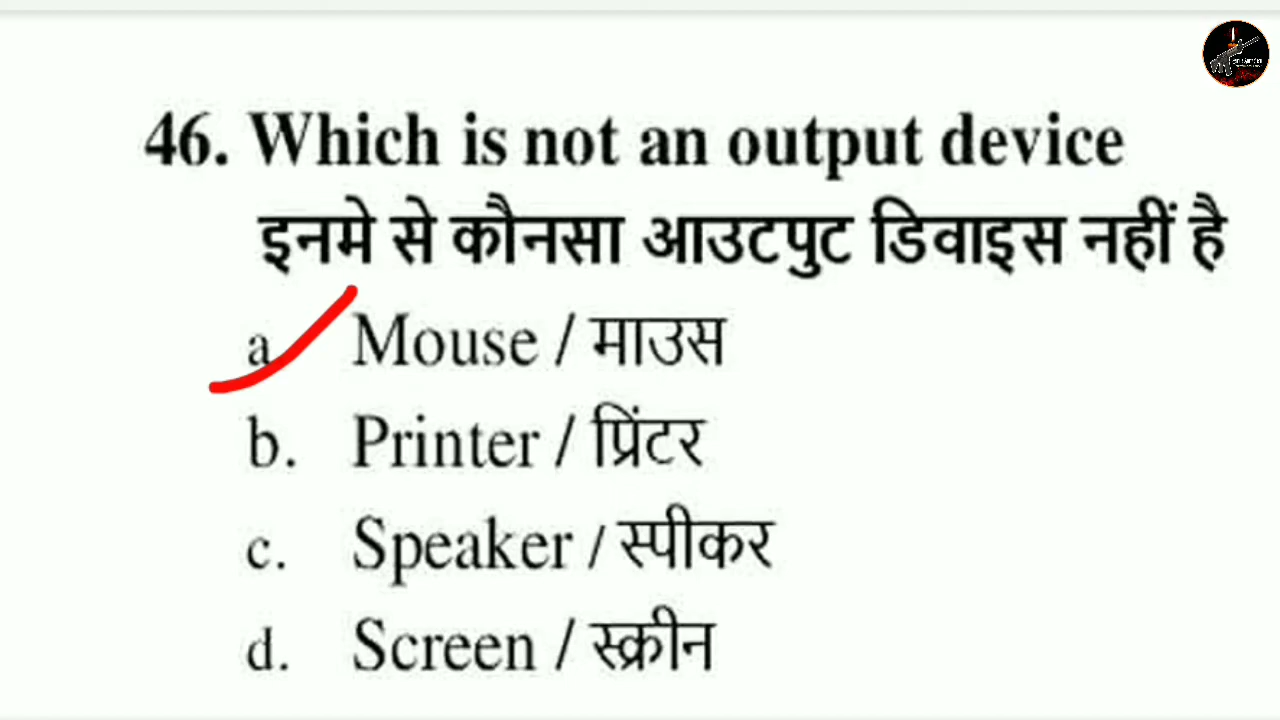 46. Which is not an output device
इनमे से कौनसा आउटपुट डिवाइस नहीं है
a Mouse / माउस
b. Printer / प्रिंटर
c. Speaker / स्पीकर
d. Screen / स्क्रीन